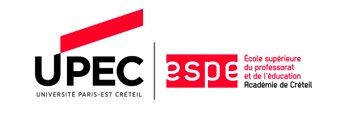 UPEC
UNIVERSITÉ PARIS-EST CRÉTEIL
espe
École supérieure
du professorat
et de l'éducation
Académie de Créteil